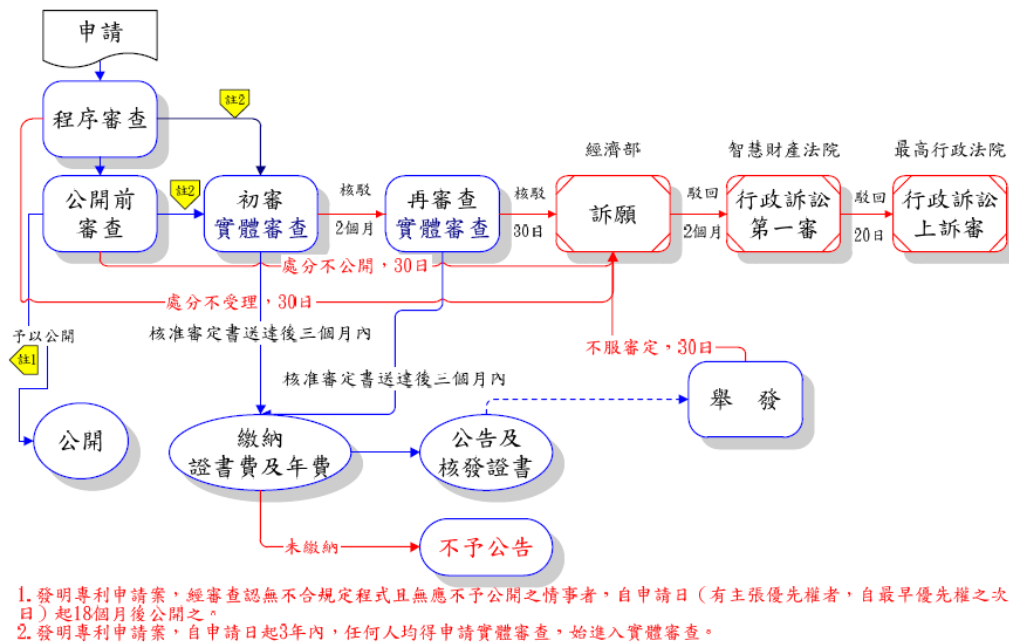 申請
程序審查
註2
經濟部
智慧財產法院
最高行政法院
公開前
審查
註2
初審
實體審查
核駁
2個月
再審查
實體審查
核駁
30日
訴願
駁回
2個月
行政訴訟
第一審
駁回
20日
行政訴訟
上訴審
處分不公開，30日
處分不受理，30日
予以公開
註1
核准審定書送達後三個月內
不服審定，30日
核准審定書送達後三個月內
舉 發
公開
繳納
證書費及年費
公告及
核發證書
未繳納
不予公告
1. 發明專利申請案，經審查認無不合規定程式且無應不予公開之情事者，自申請日（有主張優先權者，自最早優先權之次
日）起18個月後公開之。
2. 發明專利申請案，自申請日起3年內，任何人均得申請實體審查，始進入實體審查。